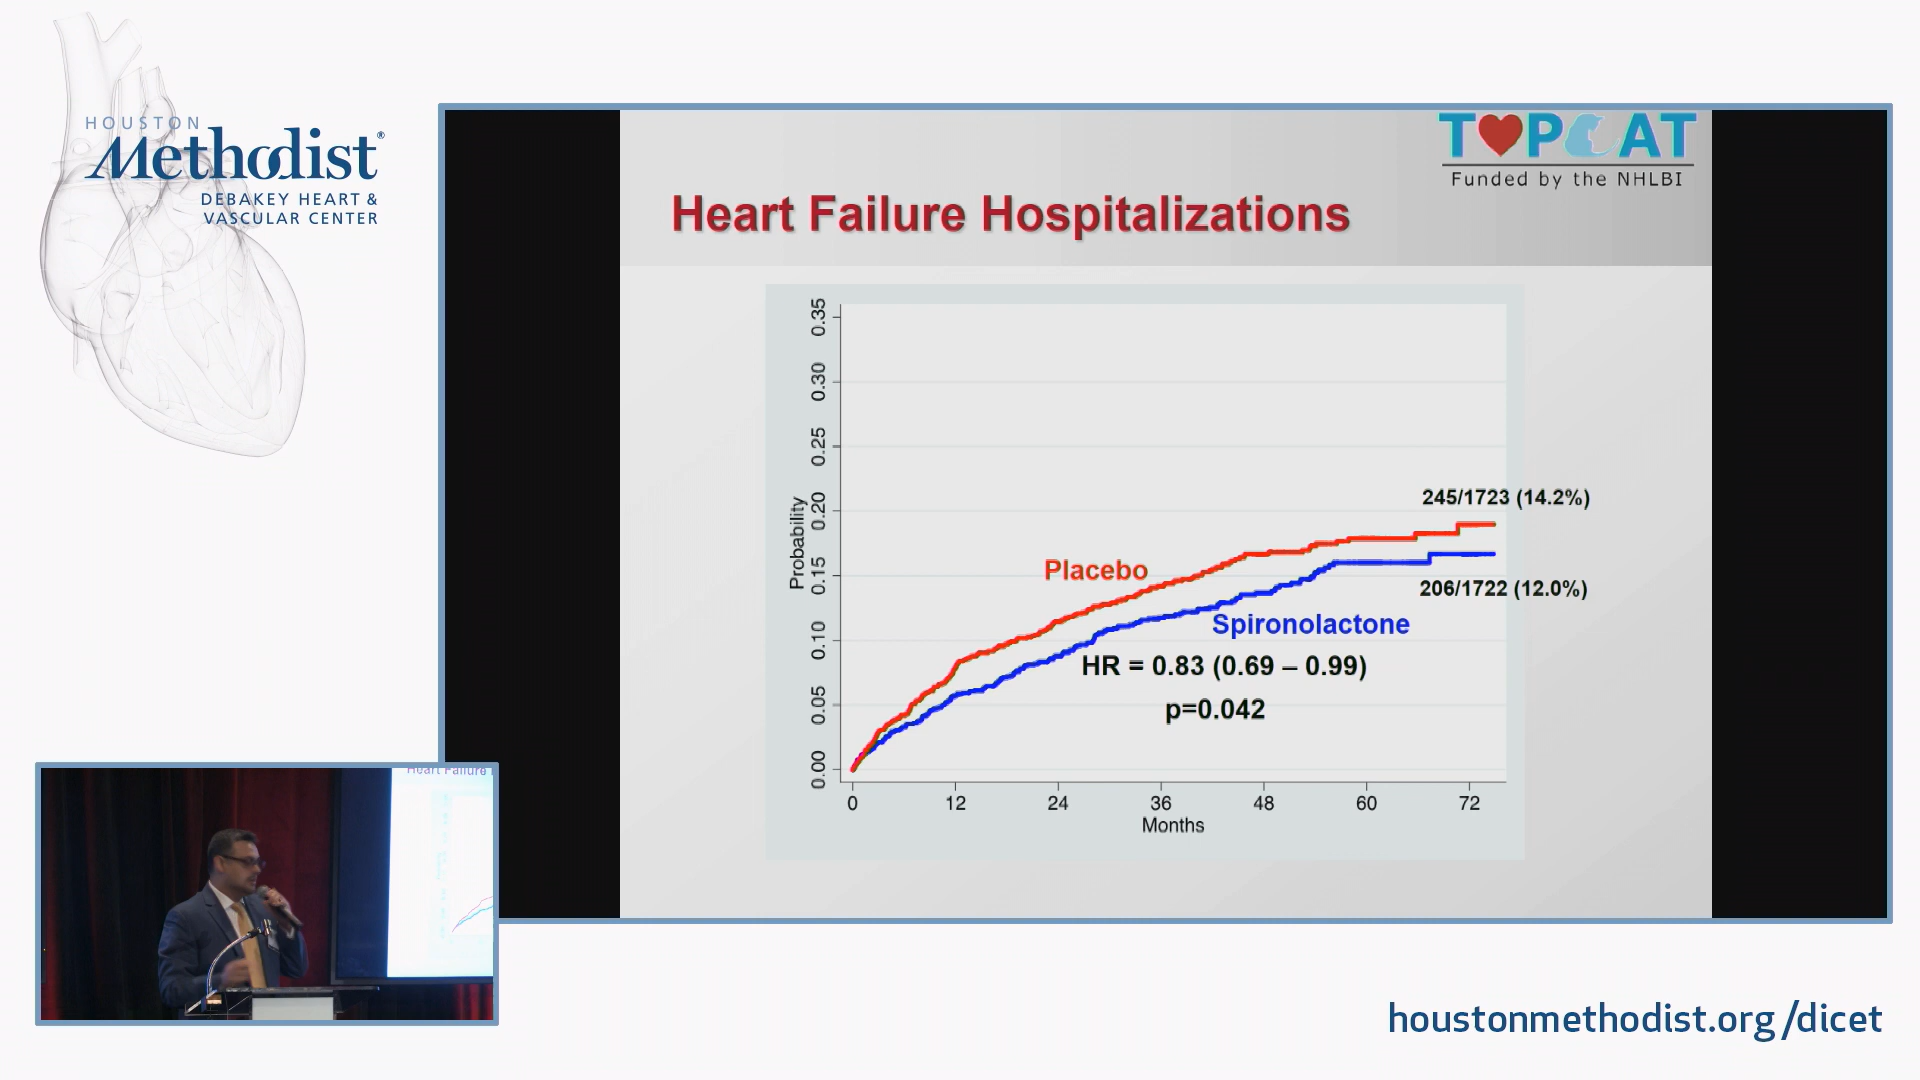 HOUSTON
Methodist®
DEBAKEY HEART &
VASCULAR CENTER
TOPCAT
Funded by the NHLBI
Heart Failure Hospitalizations
0.35
0.30
0.25
0.20
0.15
0.10
0.05
0.00
Probability
245/1723 (14.2%)
Placebo
206/1722 (12.0%)
Spironolactone
HR = 0.83 (0.69 – 0.99)
p=0.042
0 12 24 36 48 60 72
Months
Heart Failure
houstonmethodist.org/dicet